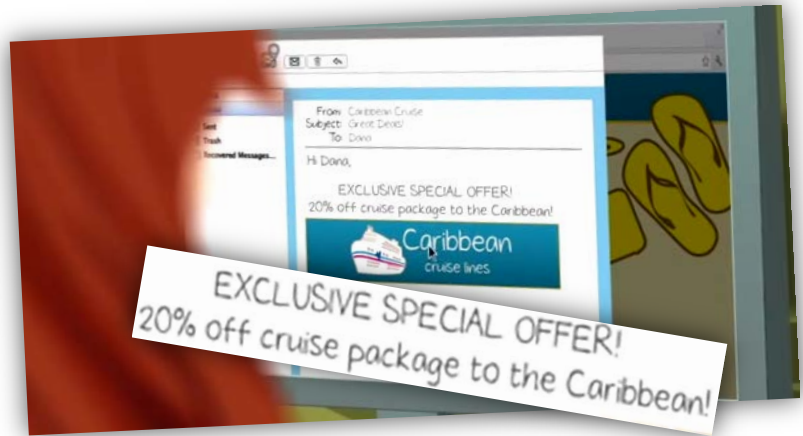 Sent
Trash
Recovered Messages...
From: Caribbean Cruise
Subject: Great Deals!
To: Dana
Hi Dana,
EXCLUSIVE SPECIAL OFFER!
20% off cruise package to the Caribbean!
Caribbean
cruise lines
EXCLUSIVE SPECIAL OFFER!
20% off cruise package to the Caribbean!